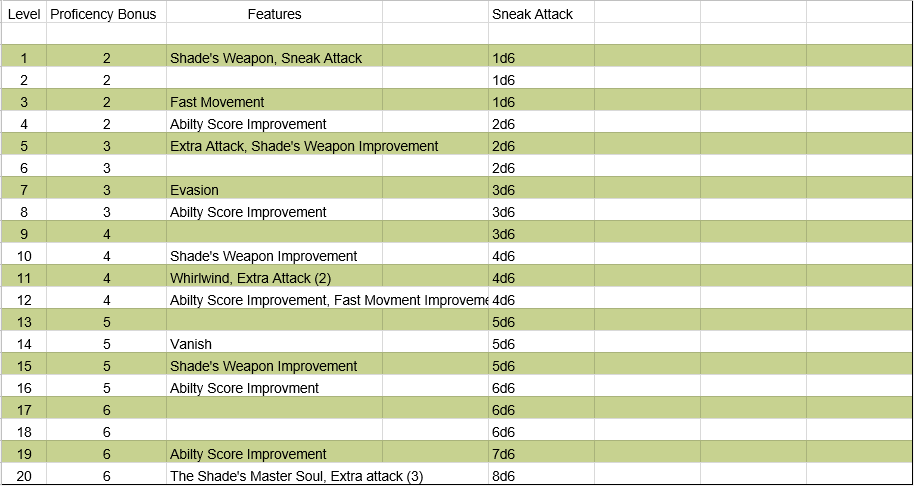 Level Proficency Bonus Features Sneak Attack
1 2 Shade's Weapon, Sneak Attack 1d6
2 2 1d6
3 2 Fast Movement 1d6
4 2 Abilty Score Improvement 2d6
5 3 Extra Attack, Shade's Weapon Improvement 2d6
6 3 2d6
7 3 Evasion 3d6
8 3 Abilty Score Improvement 3d6
9 4 3d6
10 4 Shade's Weapon Improvement 4d6
11 4 Whirlwind, Extra Attack (2) 4d6
12 4 Abilty Score Improvement, Fast Movment Improveme 4d6
13 5 5d6
14 5 Vanish 5d6
15 5 Shade's Weapon Improvement 5d6
16 5 Abilty Score Improvment 6d6
17 6 6d6
18 6 6d6
19 6 Abilty Score Improvement 7d6
20 6 The Shade's Master Soul, Extra attack (3) 8d6